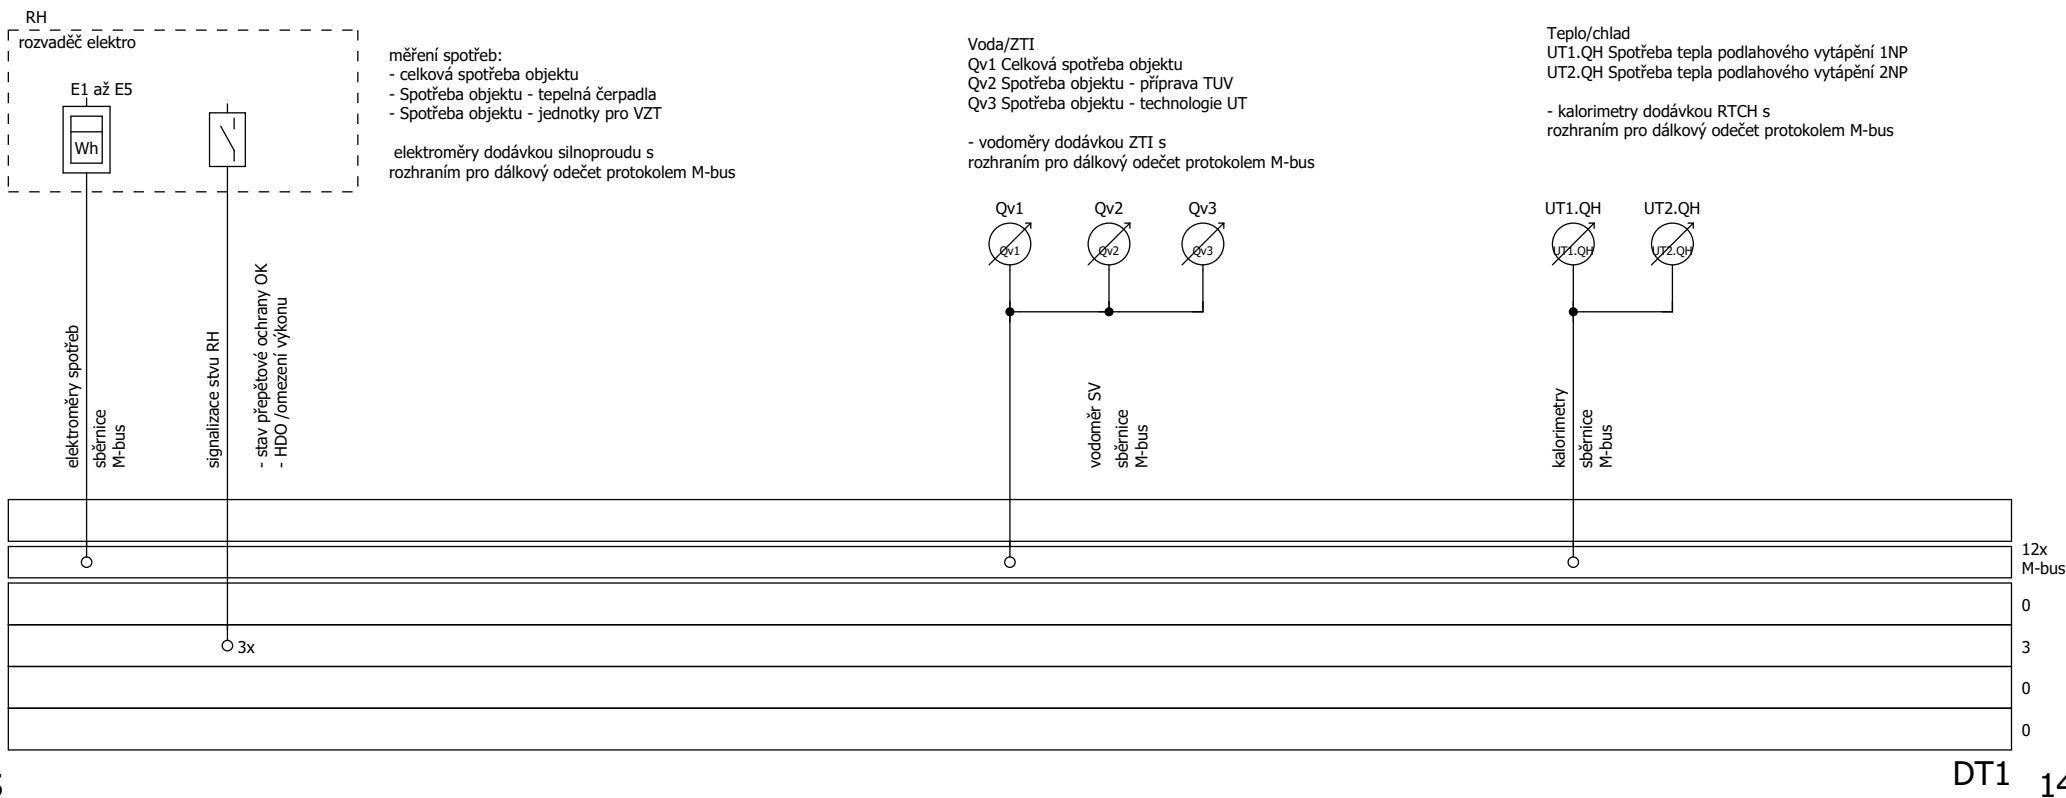 RH
rozvaděč elektro
E1 až E5
Wh
měření spotřeb:
- celková spotřeba objektu
- Spotřeba objektu - tepelná čerpadla
- Spotřeba objektu - jednotky pro VZT
elektroměry dodávkou silnoproudu s
rozhraním pro dálkový odečet protokolem M-bus
Voda/ZTI
Qv1 Celková spotřeba objektu
Qv2 Spotřeba objektu - příprava TUV
Qv3 Spotřeba objektu - technologie UT
- vodoměry dodávkou ZTI s
rozhraním pro dálkový odečet protokolem M-bus
Teplo/chlad
UT1.QH Spotřeba tepla podlahového vytápění 1NP
UT2.QH Spotřeba tepla podlahového vytápění 2NP
- kalorimetry dodávkou RTCH s
rozhraním pro dálkový odečet protokolem M-bus
Qv1
Qv2
Qv3
UT1.QH
UT2.QH
Qv1
Qv2
Qv3
UT1.QH
UT2.QH
elektroměry spotřeb
sběrnice
M-bus
signalizace stvu RH
- stav přepětové ochrany OK
- HDO /omezení výkonu
vodoměr SV
sběrnice
M-bus
kalorimetry
sběrnice
M-bus
12x
M-bus
0
3x
3
0
0
DT1